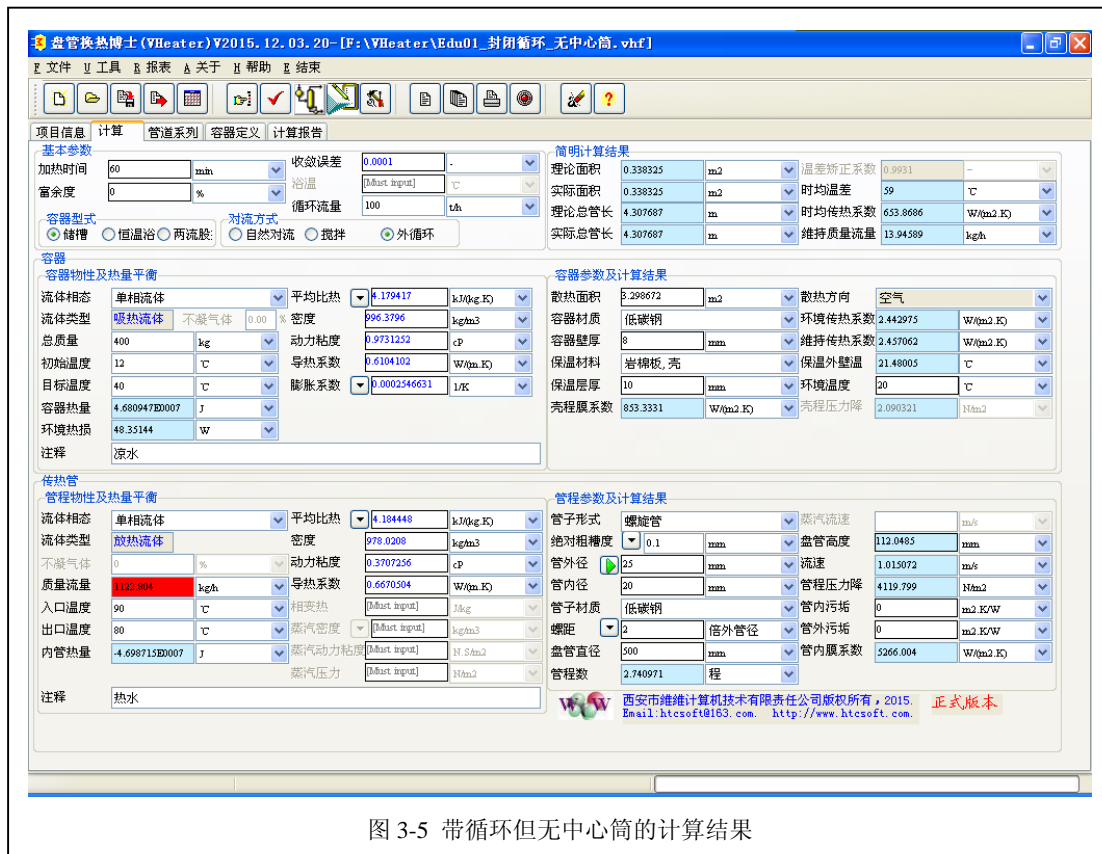 盘管换热博士(VHeater)V2015.12.03.20-[F:\VHeater\Edu01_封闭循环_无中心筒.vhf]
F 文件 U 工具 R 报表 A 关于 H 帮助 E 结束
项目信息 计算 管道系列 容器定义 计算报告
基本参数
加热时间 60 min 收敛误差 0.0001 -
富余度 0 % 浴温 [Must input] ℃
循环流量 100 t/h
容器型式 对流方式
储槽 恒温浴 两流股: 自然对流 搅拌 外循环
简明计算结果
理论面积 0.338325 m2 温差矫正系数 0.9931 -
实际面积 0.338325 m2 时均温差 59 ℃
理论总管长 4.307687 m 时均传热系数 653.8686 W/(m2.K)
实际总管长 4.307687 m 维持质量流量 13.94589 kg/h
容器
容器物性及热量平衡
流体相态 单相流体 平均比热 4.179417 kJ/(kg.K)
流体类型 吸热流体 不凝气体 0.00 % 密度 996.3796 kg/m3
总质量 400 kg 动力粘度 0.9731252 cP
初始温度 12 ℃ 导热系数 0.6104102 W/(m.K)
目标温度 40 ℃ 膨胀系数 0.0002546631 1/K
容器热量 4.680947E0007 J
环境热损 48.35144 W
注释 凉水
容器参数及计算结果
散热面积 3.298672 m2 散热方向 空气
容器材质 低碳钢 环境传热系数 2.442975 W/(m2.K)
容器壁厚 8 mm 维持传热系数 2.457062 W/(m2.K)
保温材料 岩棉板,壳 保温外壁温 21.48005 ℃
保温层厚 10 mm 环境温度 20 ℃
壳程膜系数 853.3331 W/(m2.K) 壳程压力降 2.090321 N/m2
传热管
管程物性及热量平衡
流体相态 单相流体 平均比热 4.184448 kJ/(kg.K)
流体类型 放热流体 密度 978.0208 kg/m3
不凝气体 0 % 动力粘度 0.3707256 cP
质量流量 1122.904 kg/h 导热系数 0.6670504 W/(m.K)
入口温度 90 ℃ 相变热 [Must input] J/kg
出口温度 80 ℃ 蒸汽密度 [Must input] kg/m3
内管热量 -4.698715E0007 J 蒸汽动力粘度 [Must input] N.S/m2
蒸汽压力 [Must input] N/m2
注释 热水
管程参数及计算结果
管子形式 螺旋管 蒸汽流速 m/s
绝对粗糙度 0.1 mm 盘管高度 112.0485 mm
管外径 25 mm 流速 1.015072 m/s
管内径 20 mm 管程压力降 4119.799 N/m2
管子材质 低碳钢 管内污垢 0 m2.K/W
螺距 2 倍外管径 管外污垢 0 m2.K/W
盘管直径 500 mm 管内膜系数 5266.004 W/(m2.K)
管程数 2.740971 程
WoW 西安市维维计算机技术有限责任公司版权所有,2015. 正式版本
Email:htcsoft@163.com. http://www.htcsoft.com.
图 3-5 带循环但无中心筒的计算结果